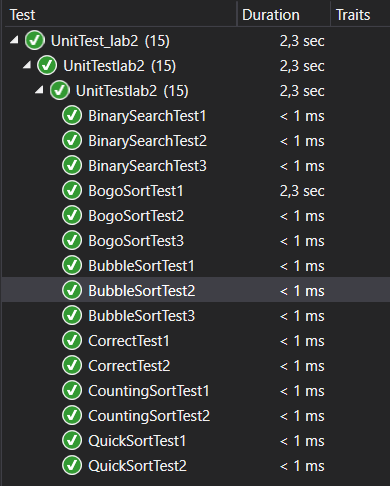 Test Duration Traits
UnitTest_lab2 (15) 2,3 sec
UnitTestlab2 (15) 2,3 sec
UnitTestlab2 (15) 2,3 sec
BinarySearchTest1 < 1 ms
BinarySearchTest2 < 1 ms
BinarySearchTest3 < 1 ms
BogoSortTest1 2,3 sec
BogoSortTest2 < 1 ms
BogoSortTest3 < 1 ms
BubbleSortTest1 < 1 ms
BubbleSortTest2 < 1 ms
BubbleSortTest3 < 1 ms
CorrectTest1 < 1 ms
CorrectTest2 < 1 ms
CountingSortTest1 < 1 ms
CountingSortTest2 < 1 ms
QuickSortTest1 < 1 ms
QuickSortTest2 < 1 ms